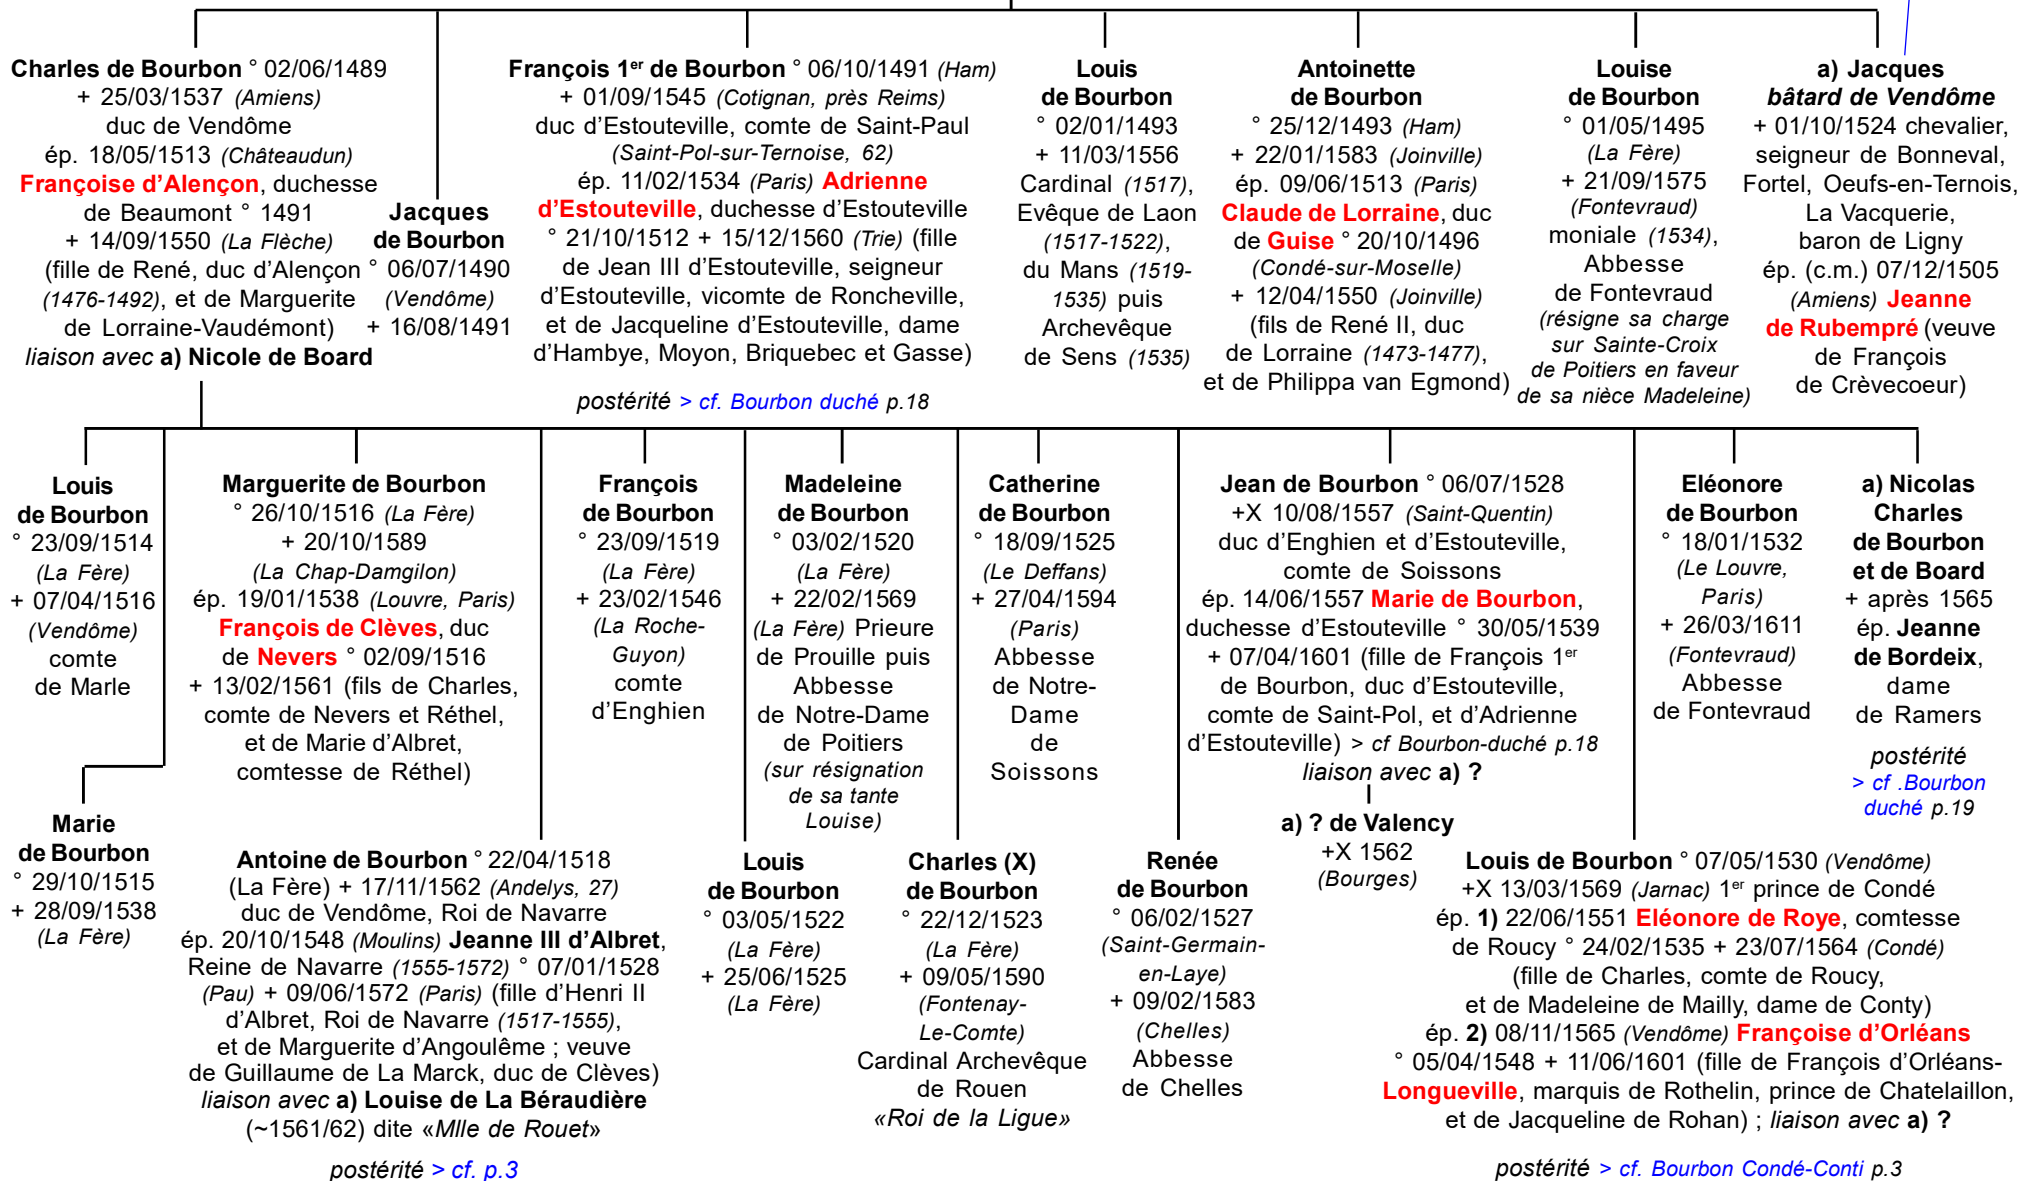 Charles de Bourbon ° 02/06/1489
+ 25/03/1537 (Amiens)
duc de Vendôme
ép. 18/05/1513 (Châteaudun)
Françoise d’Alençon, duchesse
de Beaumont ° 1491
+ 14/09/1550 (La Flèche)
(fille de René, duc d’Alençon
(1476-1492), et de Marguerite
de Lorraine-Vaudémont)
liaison avec a) Nicole de Board
Jacques
de Bourbon
° 06/07/1490
(Vendôme)
+ 16/08/1491
François 1er de Bourbon ° 06/10/1491 (Ham)
+ 01/09/1545 (Cotignan, près Reims)
duc d’Estouteville, comte de Saint-Paul
(Saint-Pol-sur-Ternoise, 62)
ép. 11/02/1534 (Paris) Adrienne
d’Estouteville, duchesse d’Estouteville
° 21/10/1512 + 15/12/1560 (Trie) (fille
de Jean III d’Estouteville, seigneur
d’Estouteville, vicomte de Roncheville,
et de Jacqueline d’Estouteville, dame
d’Hambye, Moyon, Briquebec et Gasse)
postérité > cf. Bourbon duché p.18
Louis
de Bourbon
° 02/01/1493
+ 11/03/1556
Cardinal (1517),
Evêque de Laon
(1517-1522),
du Mans (1519-
1535) puis
Archevêque
de Sens (1535)
Antoinette
de Bourbon
° 25/12/1493 (Ham)
+ 22/01/1583 (Joinville)
ép. 09/06/1513 (Paris)
Claude de Lorraine, duc
de Guise ° 20/10/1496
(Condé-sur-Moselle)
+ 12/04/1550 (Joinville)
(fils de René II, duc
de Lorraine (1473-1477),
et de Philippa van Egmond)
Louise
de Bourbon
° 01/05/1495
(La Fère)
+ 21/09/1575
(Fontevraud)
moniale (1534),
Abbesse
de Fontevraud
(résigne sa charge
sur Sainte-Croix
de Poitiers en faveur
de sa nièce Madeleine)
a) Jacques
bâtard de Vendôme
+ 01/10/1524 chevalier,
seigneur de Bonneval,
Fortel, Oeufs-en-Ternois,
La Vacquerie,
baron de Ligny
ép. (c.m.) 07/12/1505
(Amiens) Jeanne
de Rubempré (veuve
de François
de Crèvecoeur)
Louis
de Bourbon
° 23/09/1514
(La Fère)
+ 07/04/1516
(Vendôme)
comte
de Marle
Marie
de Bourbon
° 29/10/1515
+ 28/09/1538
(La Fère)
Marguerite de Bourbon
° 26/10/1516 (La Fère)
+ 20/10/1589
(La Chap-Damgilon)
ép. 19/01/1538 (Louvre, Paris)
François de Clèves, duc
de Nevers ° 02/09/1516
+ 13/02/1561 (fils de Charles,
comte de Nevers et Réthel,
et de Marie d’Albret,
comtesse de Réthel)
Antoine de Bourbon ° 22/04/1518
(La Fère) + 17/11/1562 (Andelys, 27)
duc de Vendôme, Roi de Navarre
ép. 20/10/1548 (Moulins) Jeanne III d’Albret,
Reine de Navarre (1555-1572) ° 07/01/1528
(Pau) + 09/06/1572 (Paris) (fille d’Henri II
d’Albret, Roi de Navarre (1517-1555),
et de Marguerite d’Angoulême ; veuve
de Guillaume de La Marck, duc de Clèves)
liaison avec a) Louise de La Béraudière
(~1561/62) dite «Mlle de Rouet»
postérité > cf. p.3
François
de Bourbon
° 23/09/1519
(La Fère)
+ 23/02/1546
(La Roche-
Guyon)
comte
d’Enghien
Madeleine
de Bourbon
° 03/02/1520
(La Fère)
+ 22/02/1569
(La Fère) Prieure
de Prouille puis
Abbesse
de Notre-Dame
de Poitiers
(sur résignation
de sa tante
Louise)
Louis
de Bourbon
° 03/05/1522
(La Fère)
+ 25/06/1525
(La Fère)
Catherine
de Bourbon
° 18/09/1525
(Le Deffans)
+ 27/04/1594
(Paris)
Abbesse
de Notre-
Dame
de
Soissons
Charles (X)
de Bourbon
° 22/12/1523
(La Fère)
+ 09/05/1590
(Fontenay-
Le-Comte)
Cardinal Archevêque
de Rouen
«Roi de la Ligue»
Renée
de Bourbon
° 06/02/1527
(Saint-Germain-
en-Laye)
+ 09/02/1583
(Chelles)
Abbesse
de Chelles
Jean de Bourbon ° 06/07/1528
+X 10/08/1557 (Saint-Quentin)
duc d’Enghien et d’Estouteville,
comte de Soissons
ép. 14/06/1557 Marie de Bourbon,
duchesse d’Estouteville ° 30/05/1539
+ 07/04/1601 (fille de François 1er
de Bourbon, duc d’Estouteville,
comte de Saint-Pol, et d’Adrienne
d’Estouteville) > cf Bourbon-duché p.18
liaison avec a) ?
a) ? de Valency
+X 1562
(Bourges)
Louis de Bourbon ° 07/05/1530 (Vendôme)
+X 13/03/1569 (Jarnac) 1er prince de Condé
ép. 1) 22/06/1551 Eléonore de Roye, comtesse
de Roucy ° 24/02/1535 + 23/07/1564 (Condé)
(fille de Charles, comte de Roucy,
et de Madeleine de Mailly, dame de Conty)
ép. 2) 08/11/1565 (Vendôme) Françoise d’Orléans
° 05/04/1548 + 11/06/1601 (fille de François d’Orléans-
Longueville, marquis de Rothelin, prince de Chatelaillon,
et de Jacqueline de Rohan) ; liaison avec a) ?
postérité > cf. Bourbon Condé-Conti p.3
Eléonore
de Bourbon
° 18/01/1532
(Le Louvre,
Paris)
+ 26/03/1611
(Fontevraud)
Abbesse
de Fontevraud
a) Nicolas
Charles
de Bourbon
et de Board
+ après 1565
ép. Jeanne
de Bordeix,
dame
de Ramers
postérité
> cf .Bourbon
duché p.19